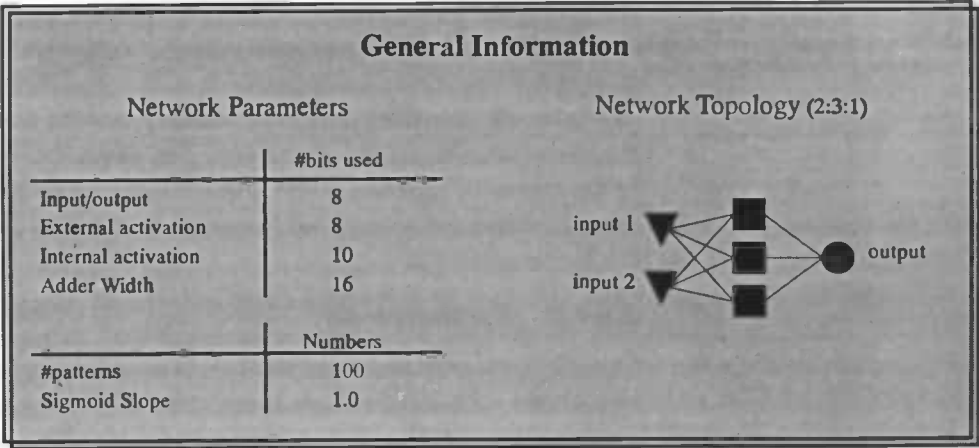 General Information
Network Parameters
#bits used
Input/output 8
External activation 8
Internal activation 10
Adder Width 16
Numbers
#patterns 100
Sigmoid Slope 1.0
Network Topology (2:3:1)
input 1
input 2
output